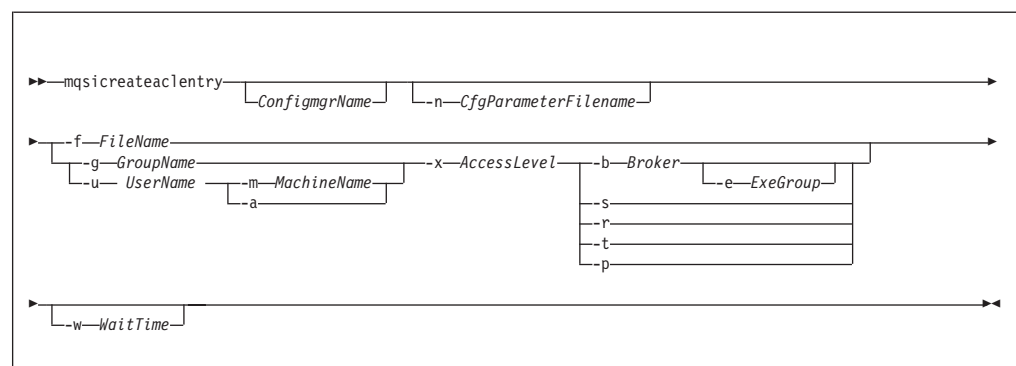 mqsicreateaclentry
ConfigmgrName -n CfgParameterFilename
-f FileName
-g GroupName -x AccessLevel -b Broker
-u UserName -m MachineName -e ExeGroup
-a -s
-r
-t
-p
-w WaitTime